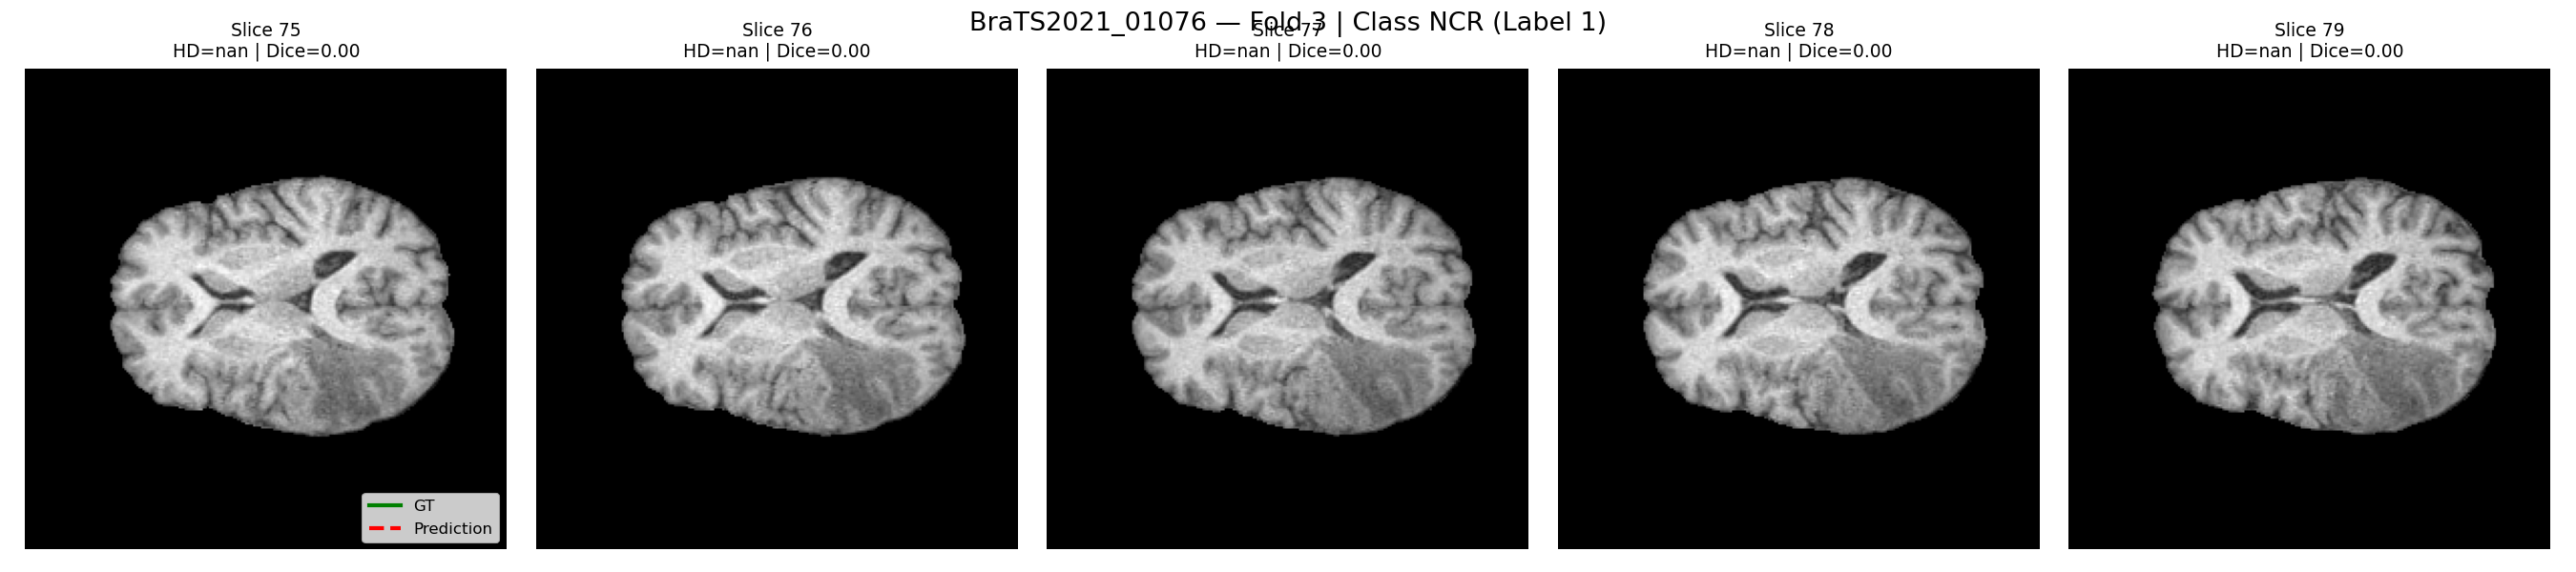 BraTS2021_01076 — Fold 3 | Class NCR (Label 1)
Slice 75
HD=nan | Dice=0.00
Slice 76
HD=nan | Dice=0.00
Slice 77
HD=nan | Dice=0.00
Slice 78
HD=nan | Dice=0.00
Slice 79
HD=nan | Dice=0.00
GT
Prediction